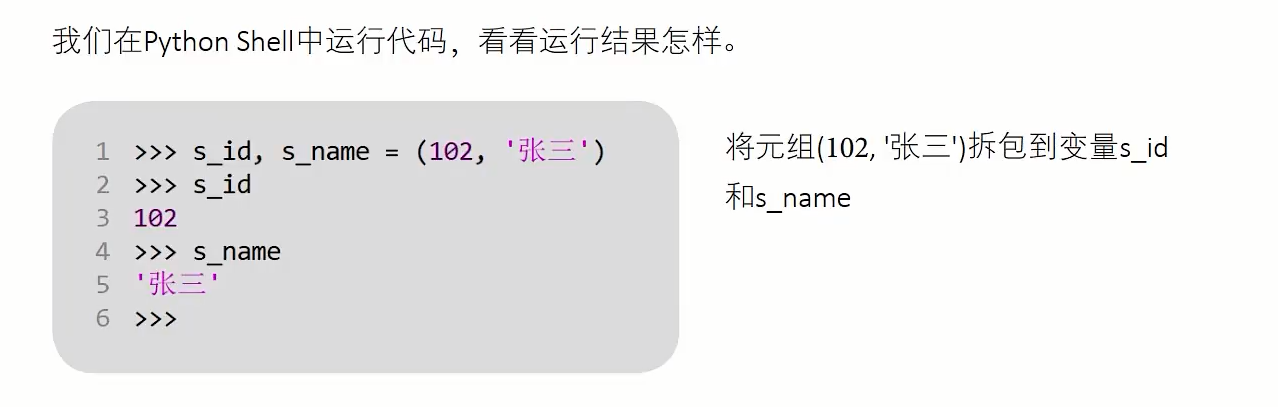 我们在Python Shell中运行代码，看看运行结果怎样。
1 >>> s_id, s_name = (102, '张三')
2 >>> s_id
3 102
4 >>> s_name
5 '张三'
6 >>>
将元组(102, '张三')拆包到变量s_id
和s_name